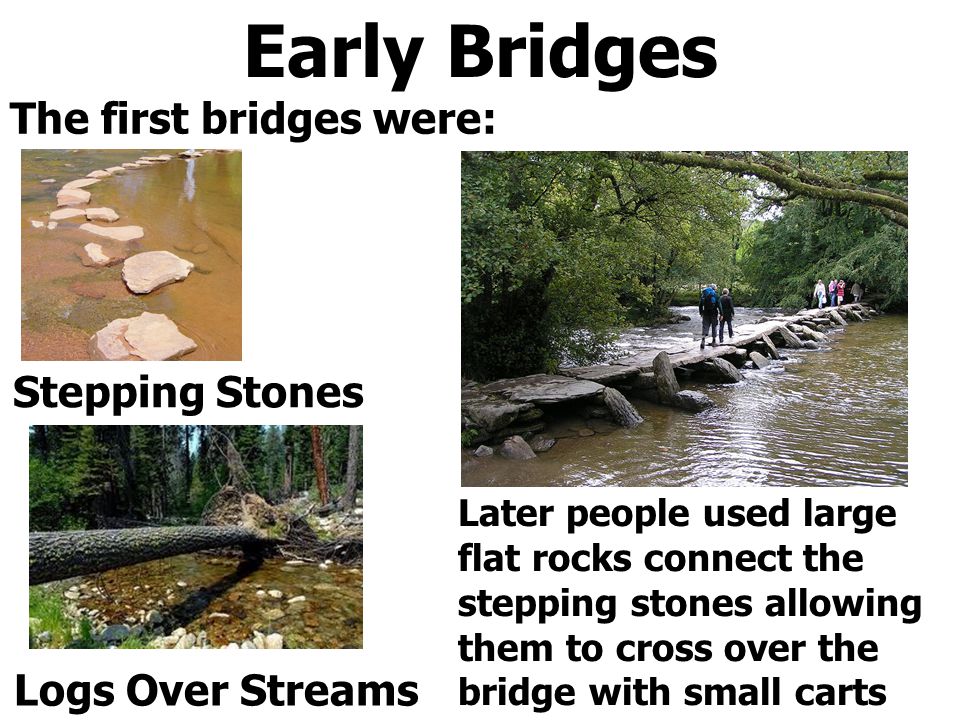 Early Bridges
The first bridges were:
Stepping Stones
Logs Over Streams
Later people used large
flat rocks connect the
stepping stones allowing
them to cross over the
bridge with small carts